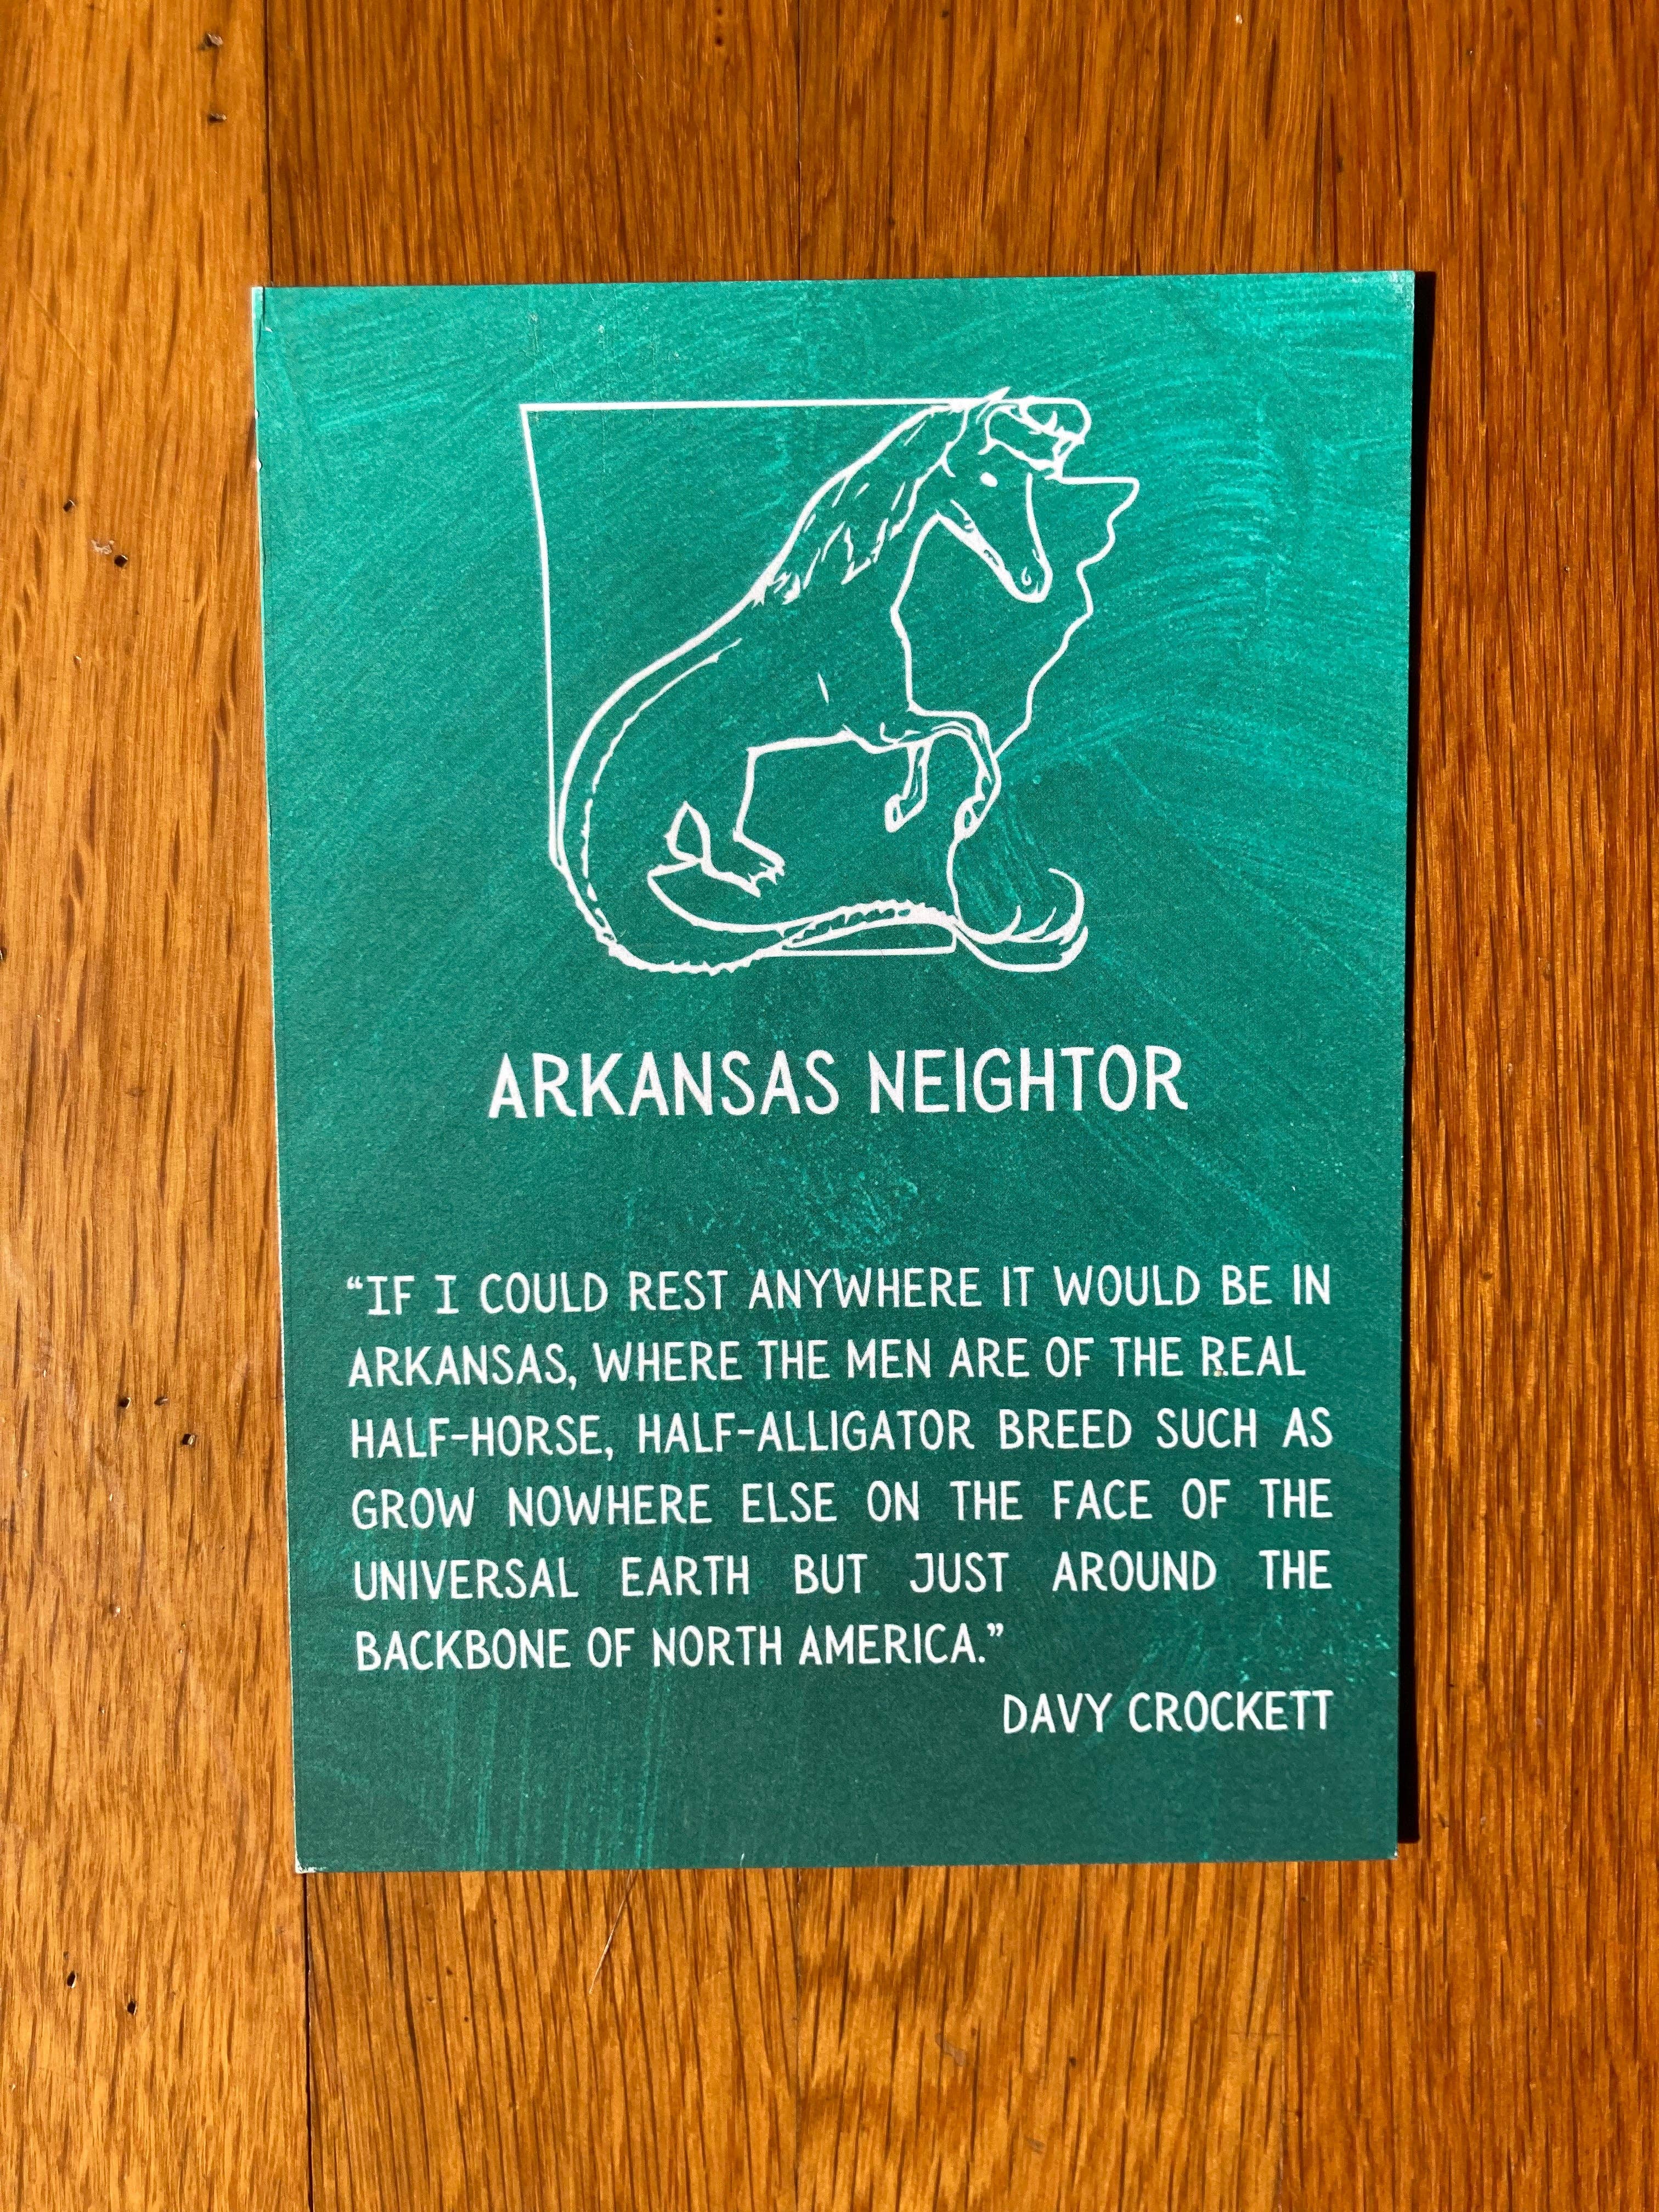 ARKANSAS NEIGHTOR
“IF I COULD REST ANYWHERE IT WOULD BE IN
ARKANSAS, WHERE THE MEN ARE OF THE REAL
HALF-HORSE, HALF-ALLIGATOR BREED SUCH AS
GROW NOWHERE ELSE ON THE FACE OF THE
UNIVERSAL EARTH BUT JUST AROUND THE
BACKBONE OF NORTH AMERICA.”
DAVY CROCKETT